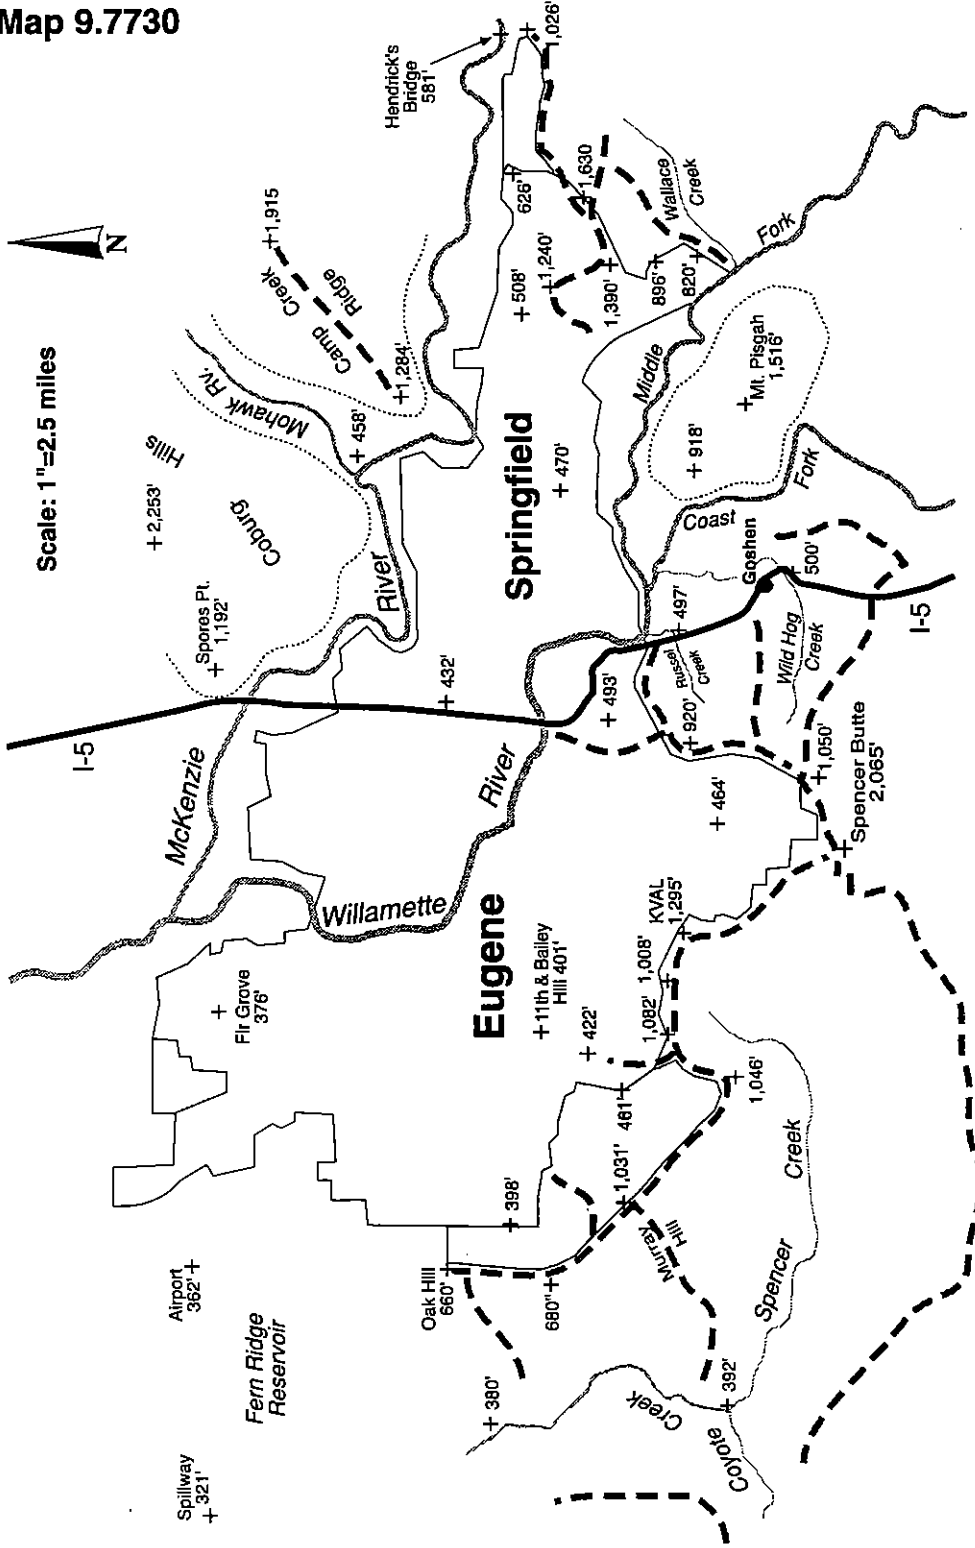 Map 9.7730
Scale: 1"=2.5 miles
N
Hendrick's
Bridge
581'
1,026'
626'
1,630
Wallace
Creek
1,915
Camp Creek
Ridge
1,284'
508'
1,240'
1,390'
896'
820'
Fork
Middle
Mt. Pisgah
1,516'
918'
Mohawk Rv.
458'
Coburg
Hills
2,253'
Spores Pt.
1,192'
River
Springfield
470'
Coast
Fork
Goshen
500'
I-5
497'
Russel
Creek
Wild Hog
Creek
I-5
McKenzie
432'
River
493'
920'
464'
1,050'
Spencer Butte
2,065'
Willamette
Eugene
KVAL
1,295'
1,008'
1,082'
11th & Bailey
Hill 401'
422'
Fir Grove
376'
461'
1,046'
Creek
Spencer
398'
1,031'
Murray
Hill
Oak Hill
660'
680"
Airport
362'
Fern Ridge
Reservoir
Spillway
321'
380'
392'
Creek
Coyote